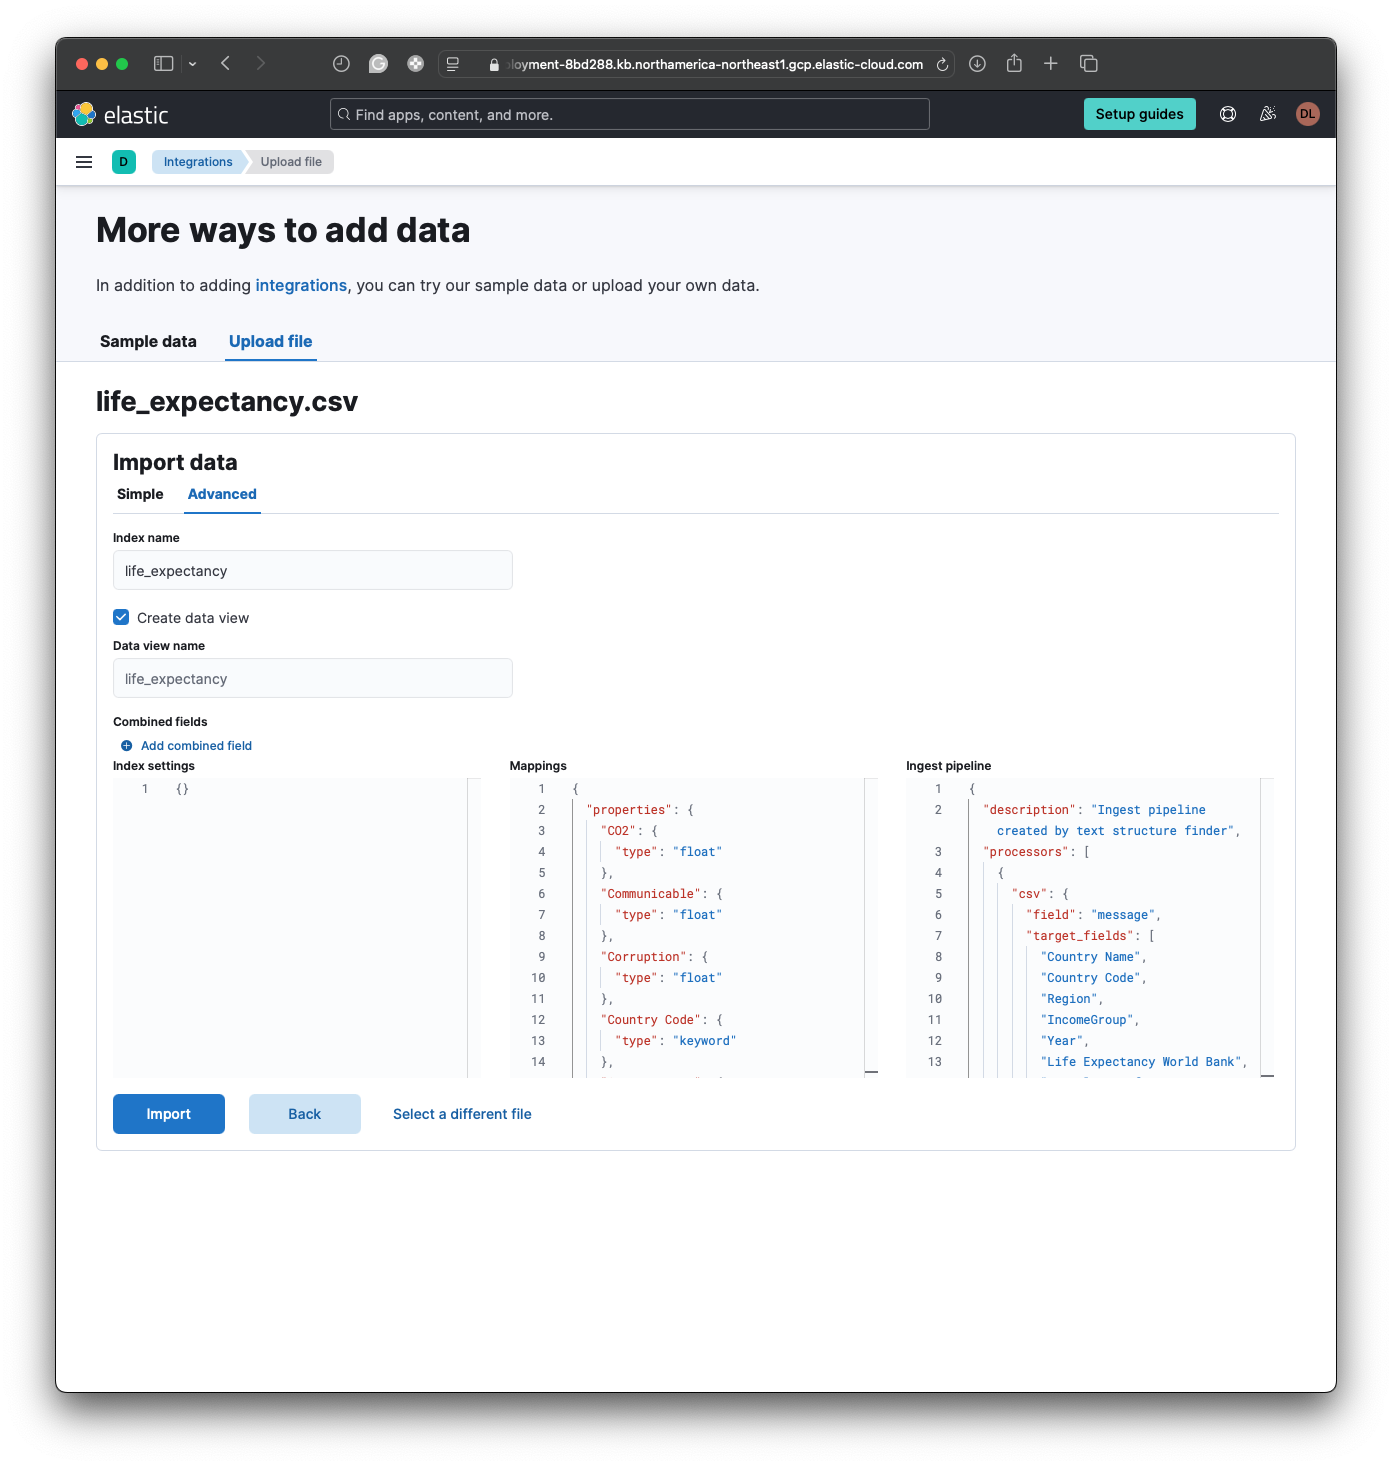 loyment-8bd288.kb.northamerica-northeast1.gcp.elastic-cloud.com
elastic
Find apps, content, and more.
Setup guides
DL
D
Integrations
Upload file
More ways to add data
In addition to adding integrations, you can try our sample data or upload your own data.
Sample data
Upload file
life_expectancy.csv
Import data
Simple
Advanced
Index name
life_expectancy
Create data view
Data view name
life_expectancy
Combined fields
Add combined field
Index settings
1 {}
Mappings
1 {
2 "properties": {
3 "CO2": {
4 "type": "float"
5 },
6 "Communicable": {
7 "type": "float"
8 },
9 "Corruption": {
10 "type": "float"
11 },
12 "Country Code": {
13 "type": "keyword"
14 },
Ingest pipeline
1 {
2 "description": "Ingest pipeline
created by text structure finder",
3 "processors": [
4 {
5 "csv": {
6 "field": "message",
7 "target_fields": [
8 "Country Name",
9 "Country Code",
10 "Region",
11 "IncomeGroup",
12 "Year",
13 "Life Expectancy World Bank",
Import
Back
Select a different file